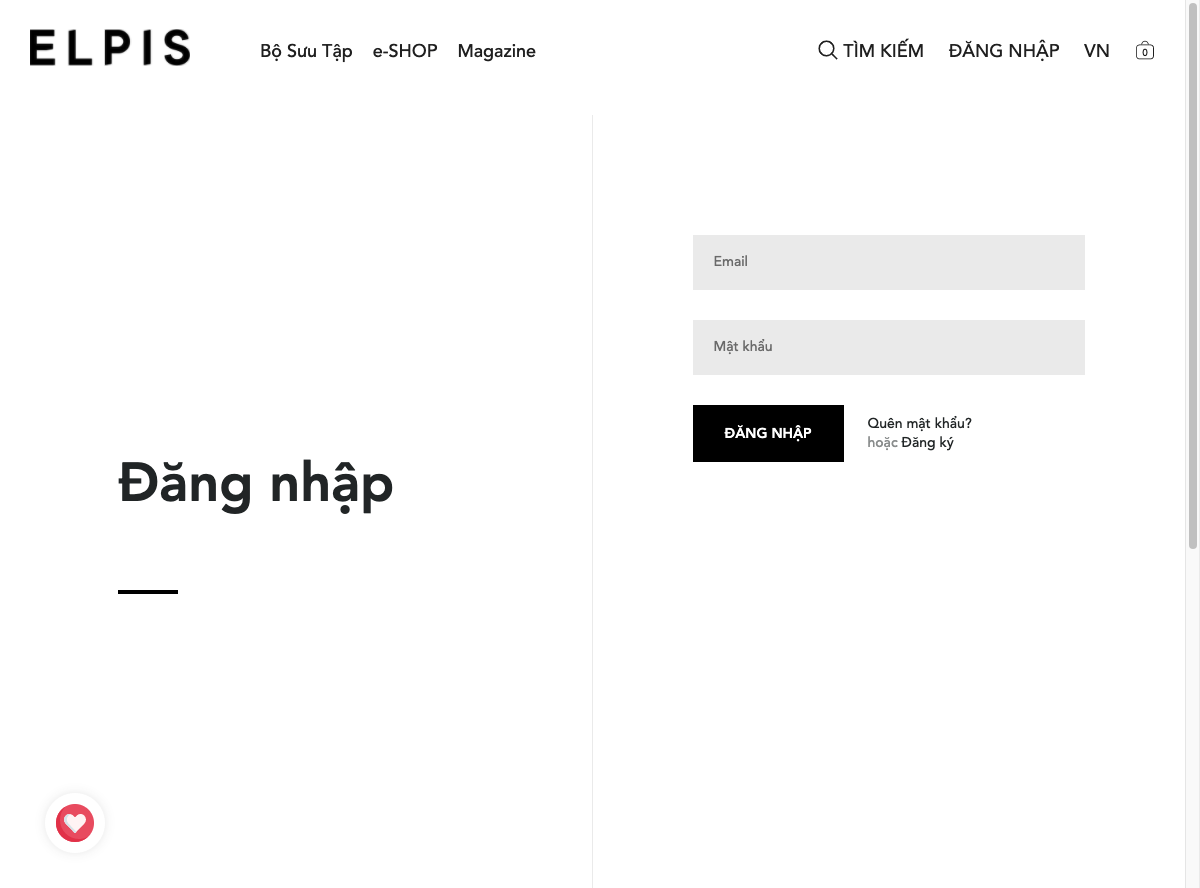 ELPIS
Bộ Sưu Tập e-SHOP Magazine
TÌM KIẾM ĐĂNG NHẬP VN 0
Đăng nhập
Email
Mật khẩu
ĐĂNG NHẬP
Quên mật khẩu?
hoặc Đăng ký